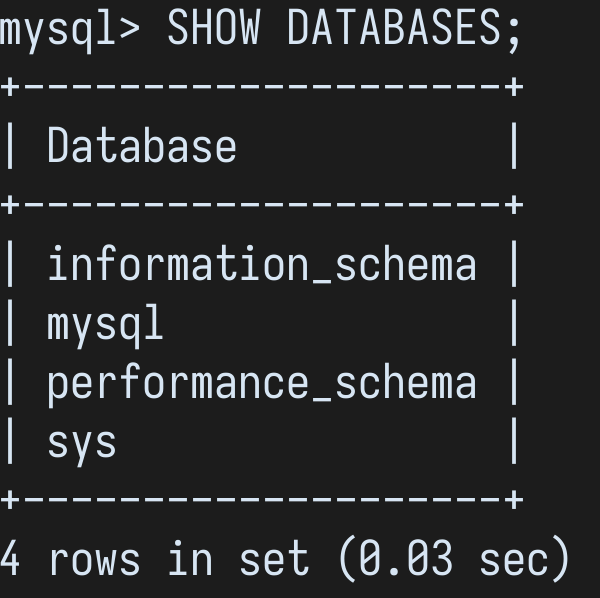 mysql> SHOW DATABASES;
+--------------------+
| Database           |
+--------------------+
| information_schema |
| mysql              |
| performance_schema |
| sys                |
+--------------------+
4 rows in set (0.03 sec)